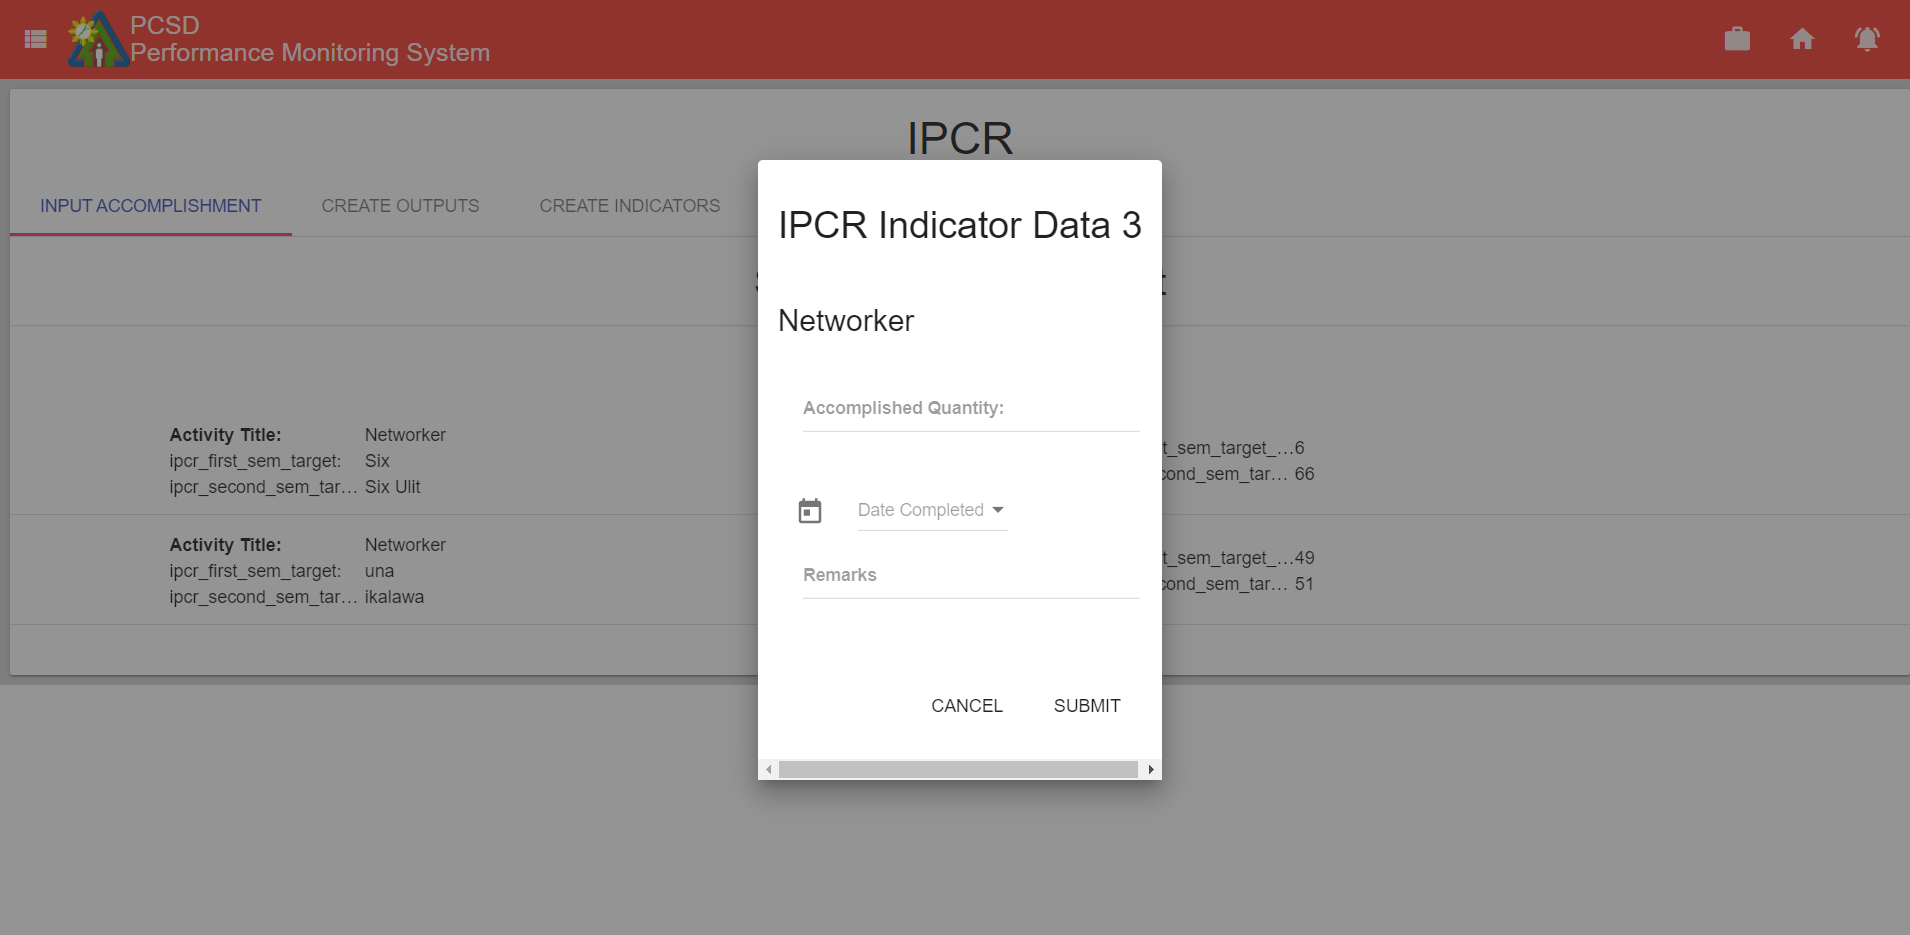 PCSD
Performance Monitoring System
IPCR
INPUT ACCOMPLISHMENT
CREATE OUTPUTS
CREATE INDICATORS
IPCR Indicator Data 3
Networker
Accomplished Quantity:
Date Completed
Remarks
CANCEL
SUBMIT
Activity Title: Networker
ipcr_first_sem_target: Six
ipcr_second_sem_tar... Six Ulit
t_sem_target_...6
ond_sem_tar... 66
Activity Title: Networker
ipcr_first_sem_target: una
ipcr_second_sem_tar... ikalawa
t_sem_target_...49
ond_sem_tar... 51